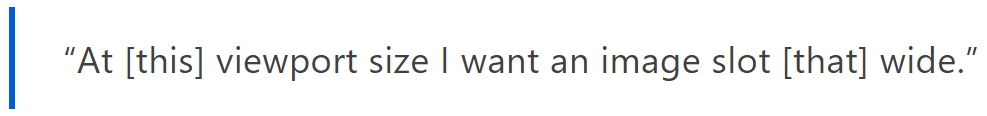 “At [this] viewport size I want an image slot [that] wide.”